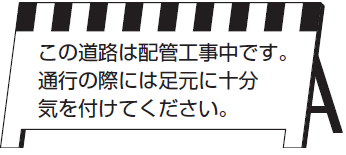 この道路は配管工事中です。
通行の際には足元に十分
気を付けてください。